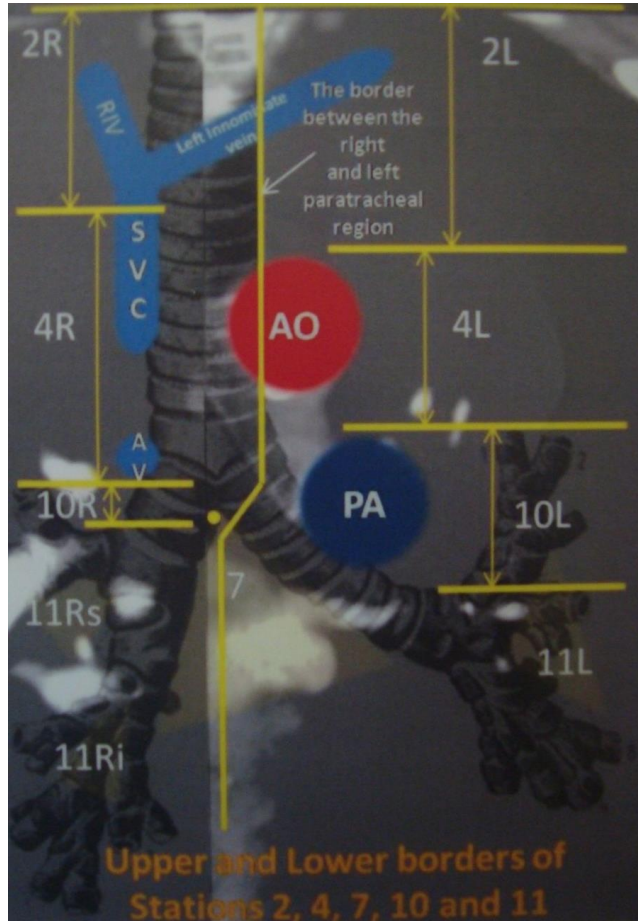 2R
2L
RIV
Left innominate
vein
The border
between the
right
and left
paratracheal
region
S
V
C
4R
AO
4L
A
V
10R
PA
10L
7
11Rs
11L
11Ri
Upper and Lower borders of
Stations 2, 4, 7, 10 and 11